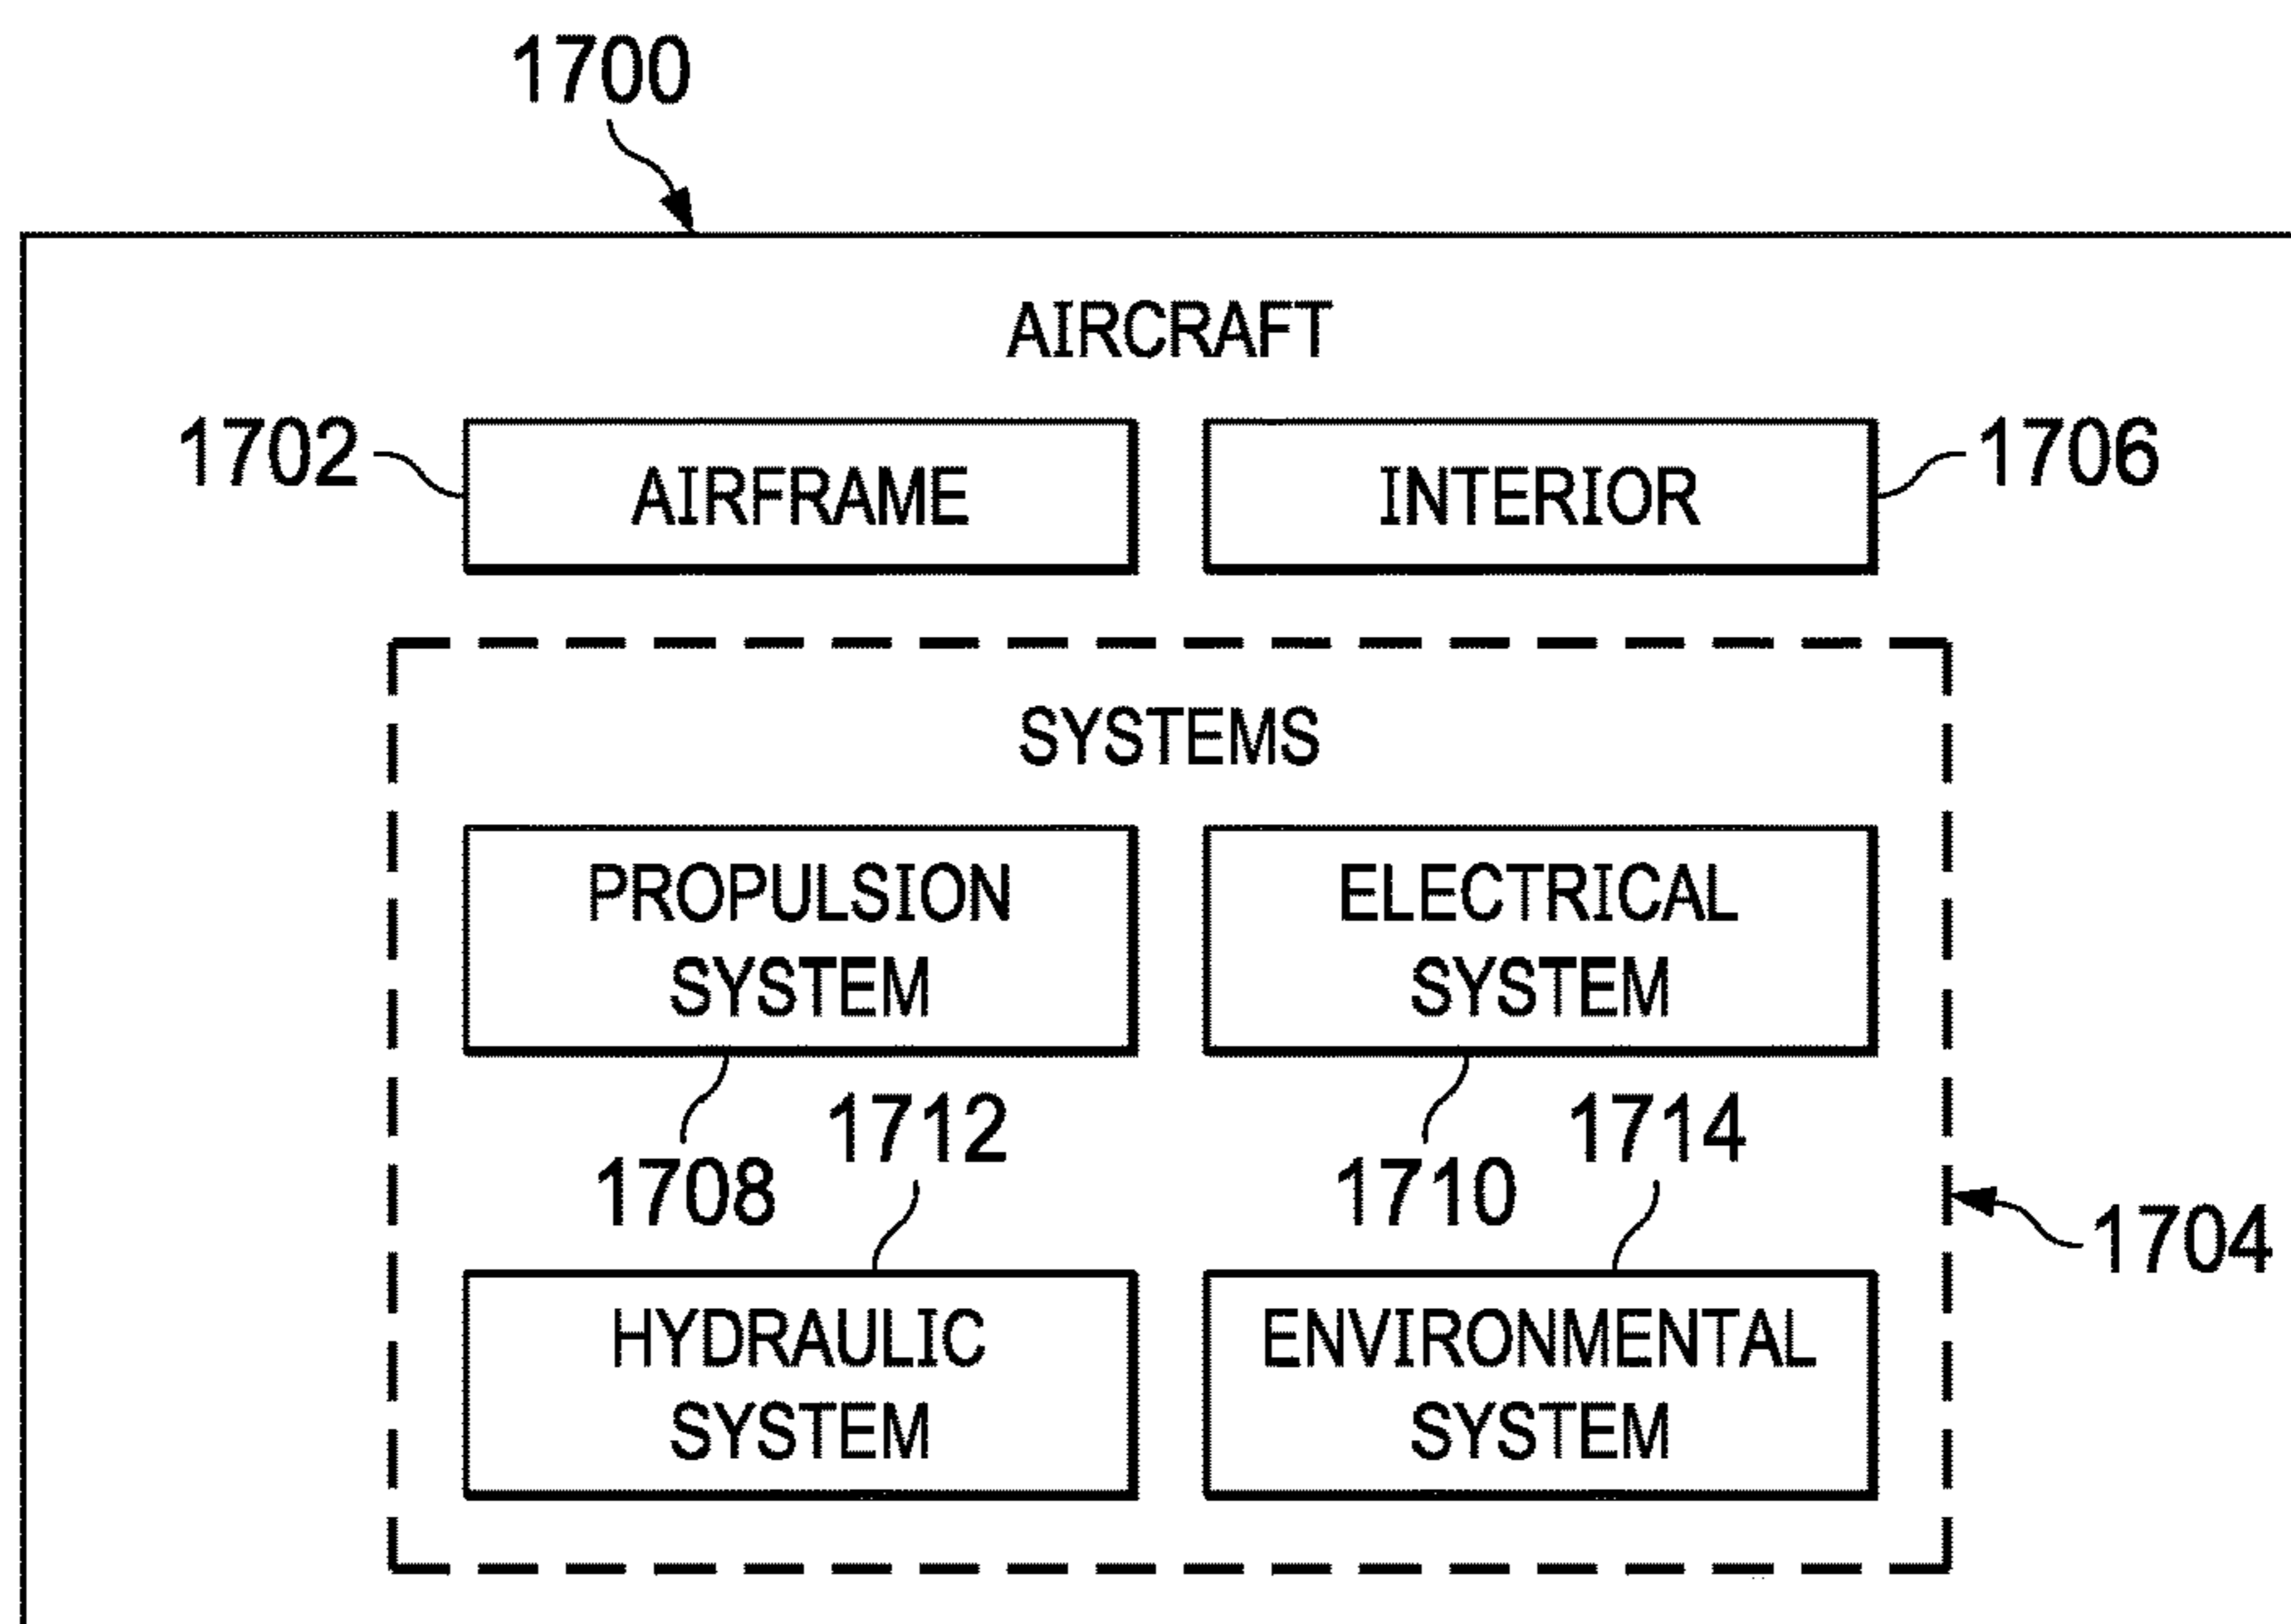 1700
AIRCRAFT
1702
AIRFRAME
INTERIOR
1706
SYSTEMS
PROPULSION
SYSTEM
ELECTRICAL
SYSTEM
1708
1712
1710
1714
1704
HYDRAULIC
SYSTEM
ENVIRONMENTAL
SYSTEM